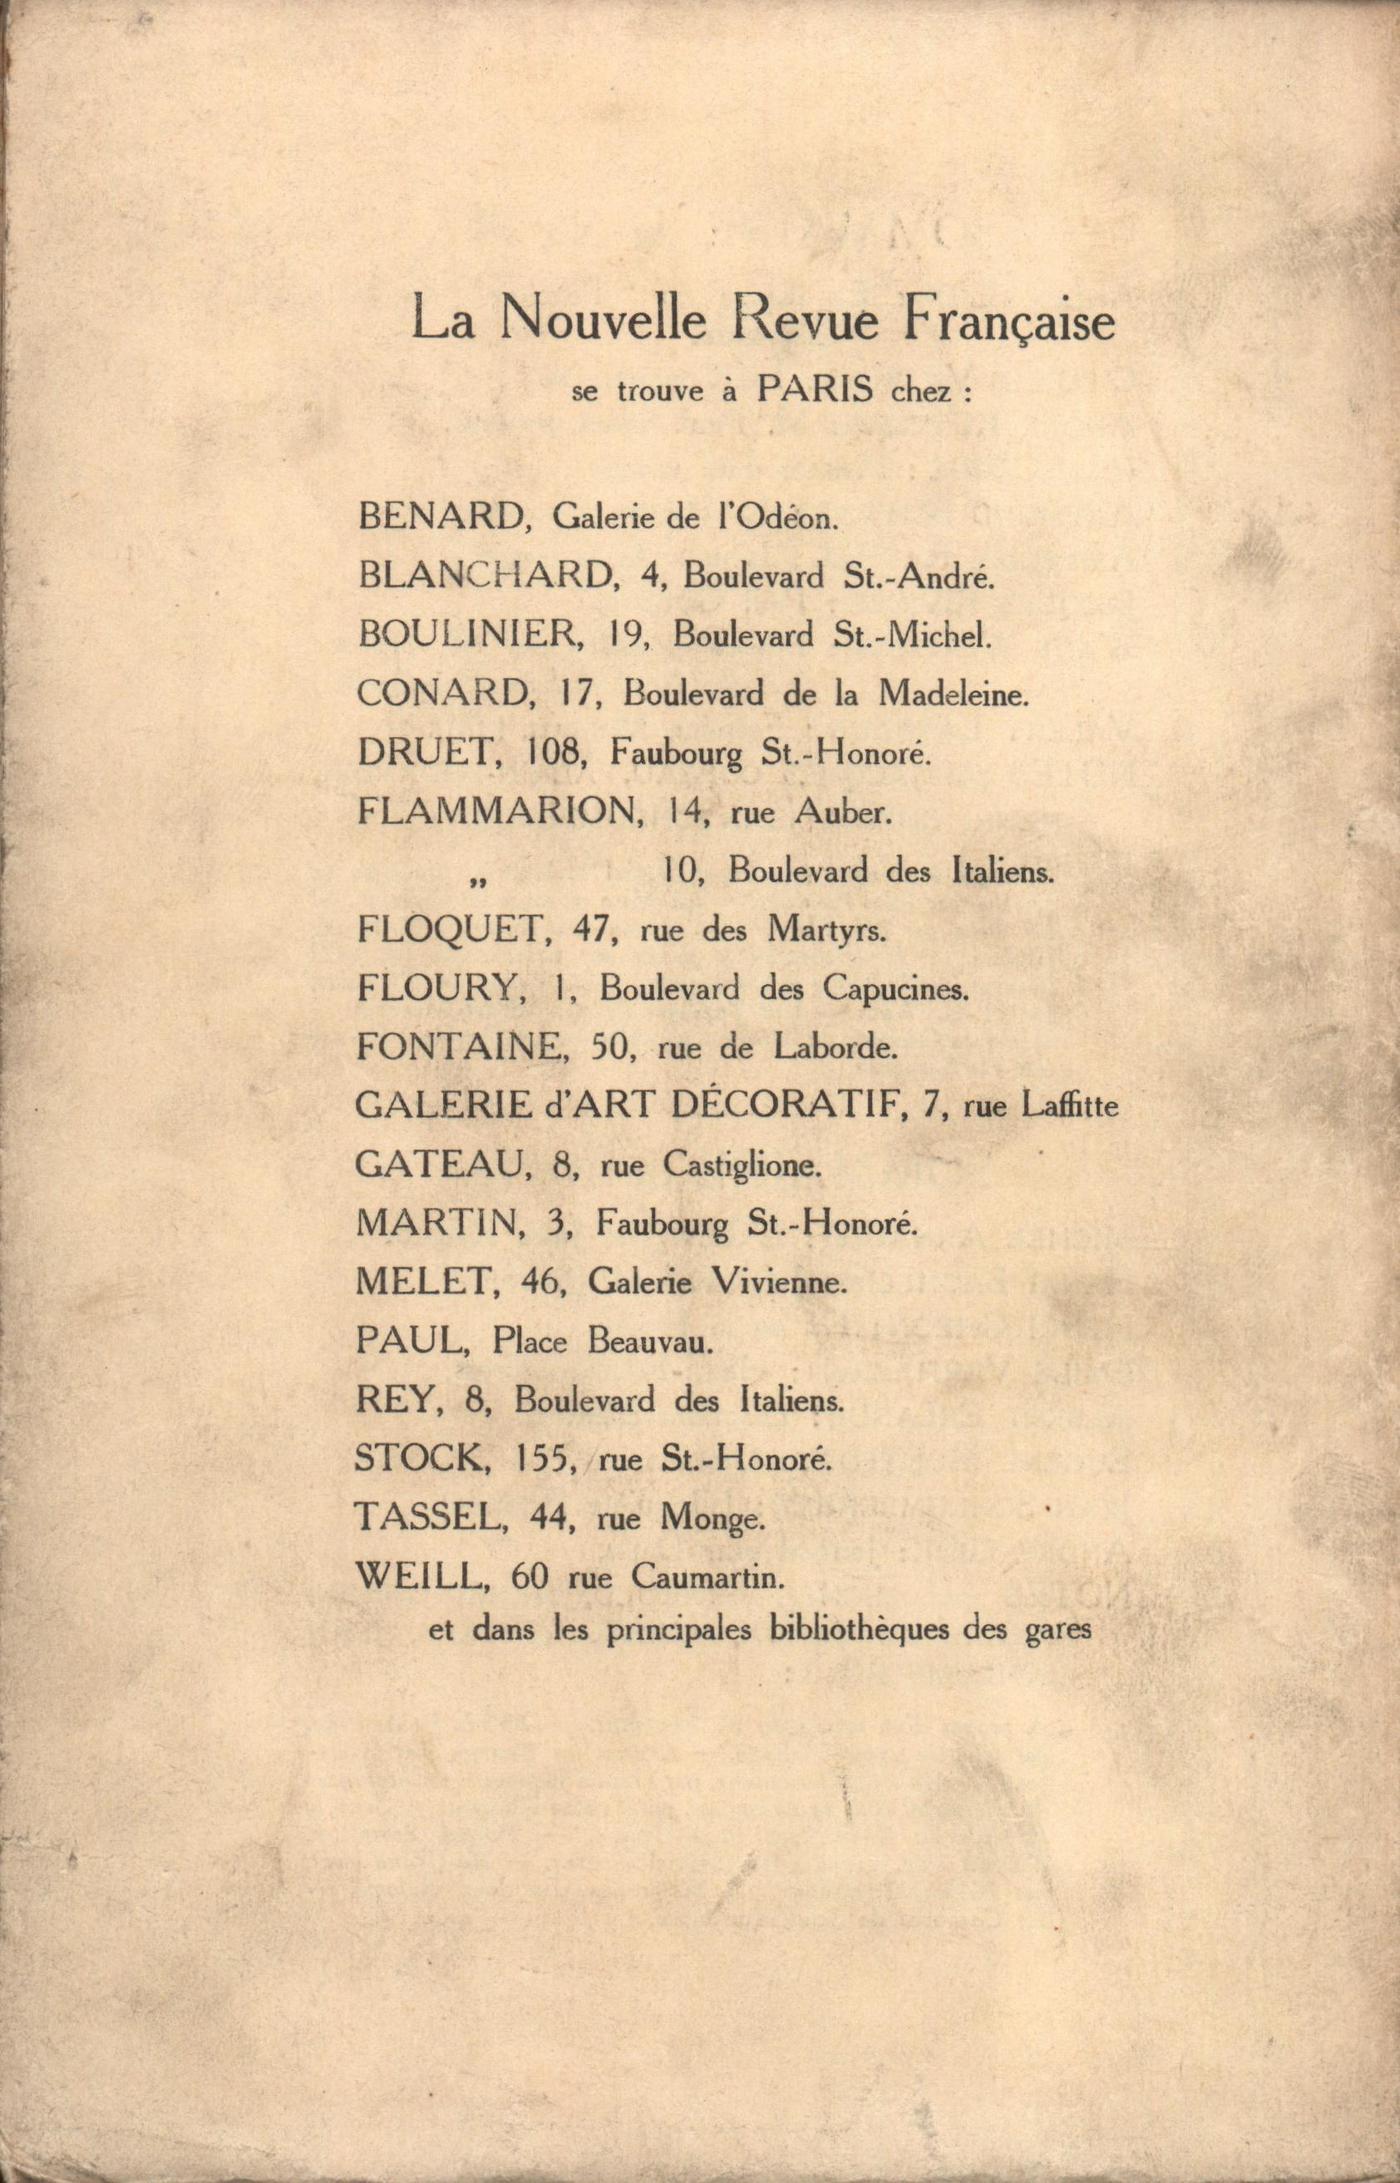 La Nouvelle Revue Française
se trouve à PARIS chez :
BENARD, Galerie de l'Odéon.
BLANCHARD, 4, Boulevard St.-André.
BOULINIER, 19, Boulevard St.-Michel.
CONARD, 17, Boulevard de la Madeleine.
DRUET, 108, Faubourg St.-Honoré.
FLAMMARION, 14, rue Auber.
„ 10, Boulevard des Italiens.
FLOQUET, 47, rue des Martyrs.
FLOURY, 1, Boulevard des Capucines.
FONTAINE, 50, rue de Laborde.
GALERIE d'ART DÉCORATIF, 7, rue Laffitte
GATEAU, 8, rue Castiglione.
MARTIN, 3, Faubourg St.-Honoré.
MELET, 46, Galerie Vivienne.
PAUL, Place Beauvau.
REY, 8, Boulevard des Italiens.
STOCK, 155, rue St.-Honoré.
TASSEL, 44, rue Monge.
WEILL, 60 rue Caumartin.
et dans les principales bibliothèques des gares